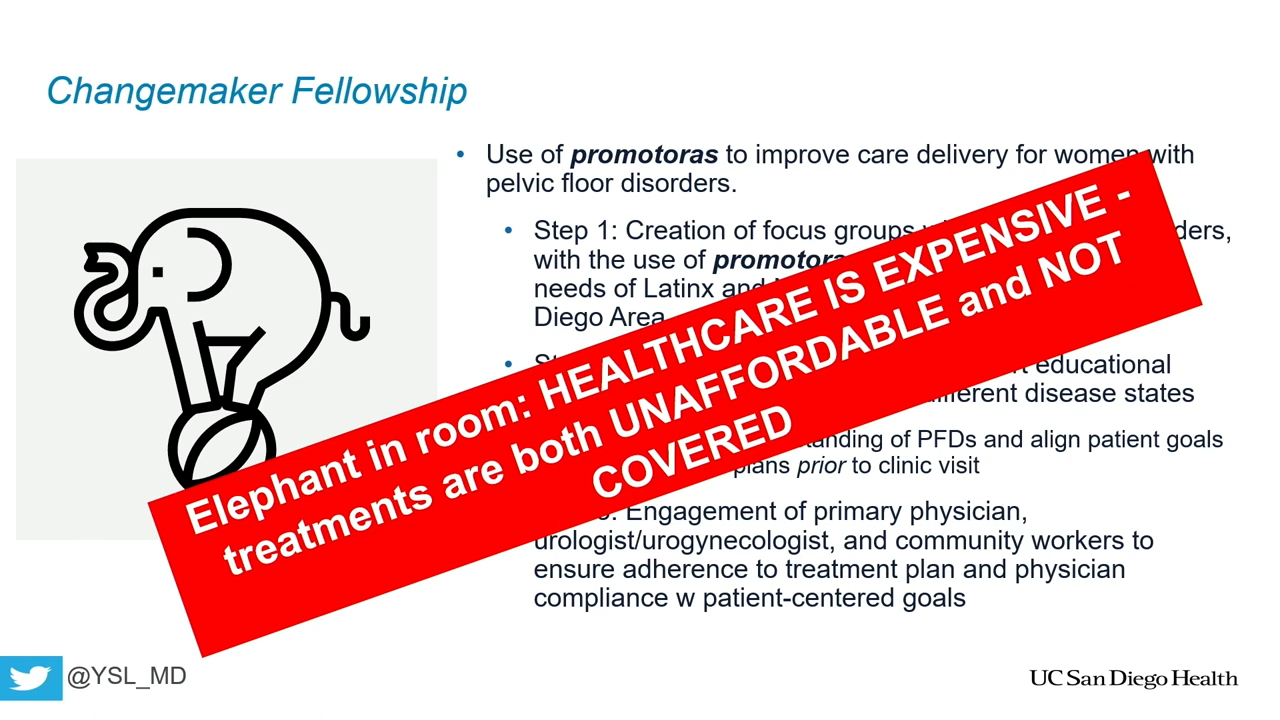 Changemaker Fellowship
• Use of promotoras to improve care delivery for women with
pelvic floor disorders.
• Step 1: Creation of focus groups
ders,
with the use of
needs of Latinx and
Diego Area
•
educational
different disease states
of PFDs and align patient goals
plans prior to clinic visit
Engagement of primary physician,
urologist/urogynecologist, and community workers to
ensure adherence to treatment plan and physician
compliance w patient-centered goals
Elephant in room: HEALTHCARE IS EXPENSIVE -
treatments are both UNAFFORDABLE and NOT
COVERED
@YSL_MD
UC San Diego Health